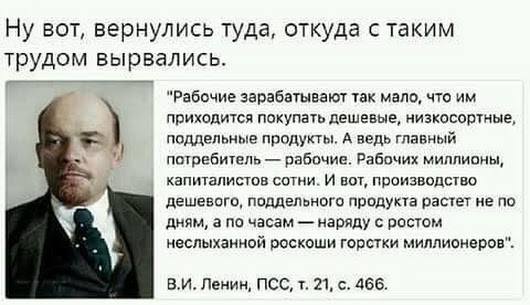 Ну вот, вернулись туда, откуда с таким
трудом вырвались.
"Рабочие зарабатывают так мало, что им
приходится покупать дешевые, низкосортные,
поддельные продукты. А ведь главный
потребитель — рабочие. Рабочих миллионы,
капиталистов сотни. И вот, производство
дешевого, поддельного продукта растет не по
дням, а по часам — наряду с ростом
неслыханной роскоши горстки миллионеров".
В.И. Ленин, ПСС, т. 21, с. 466.